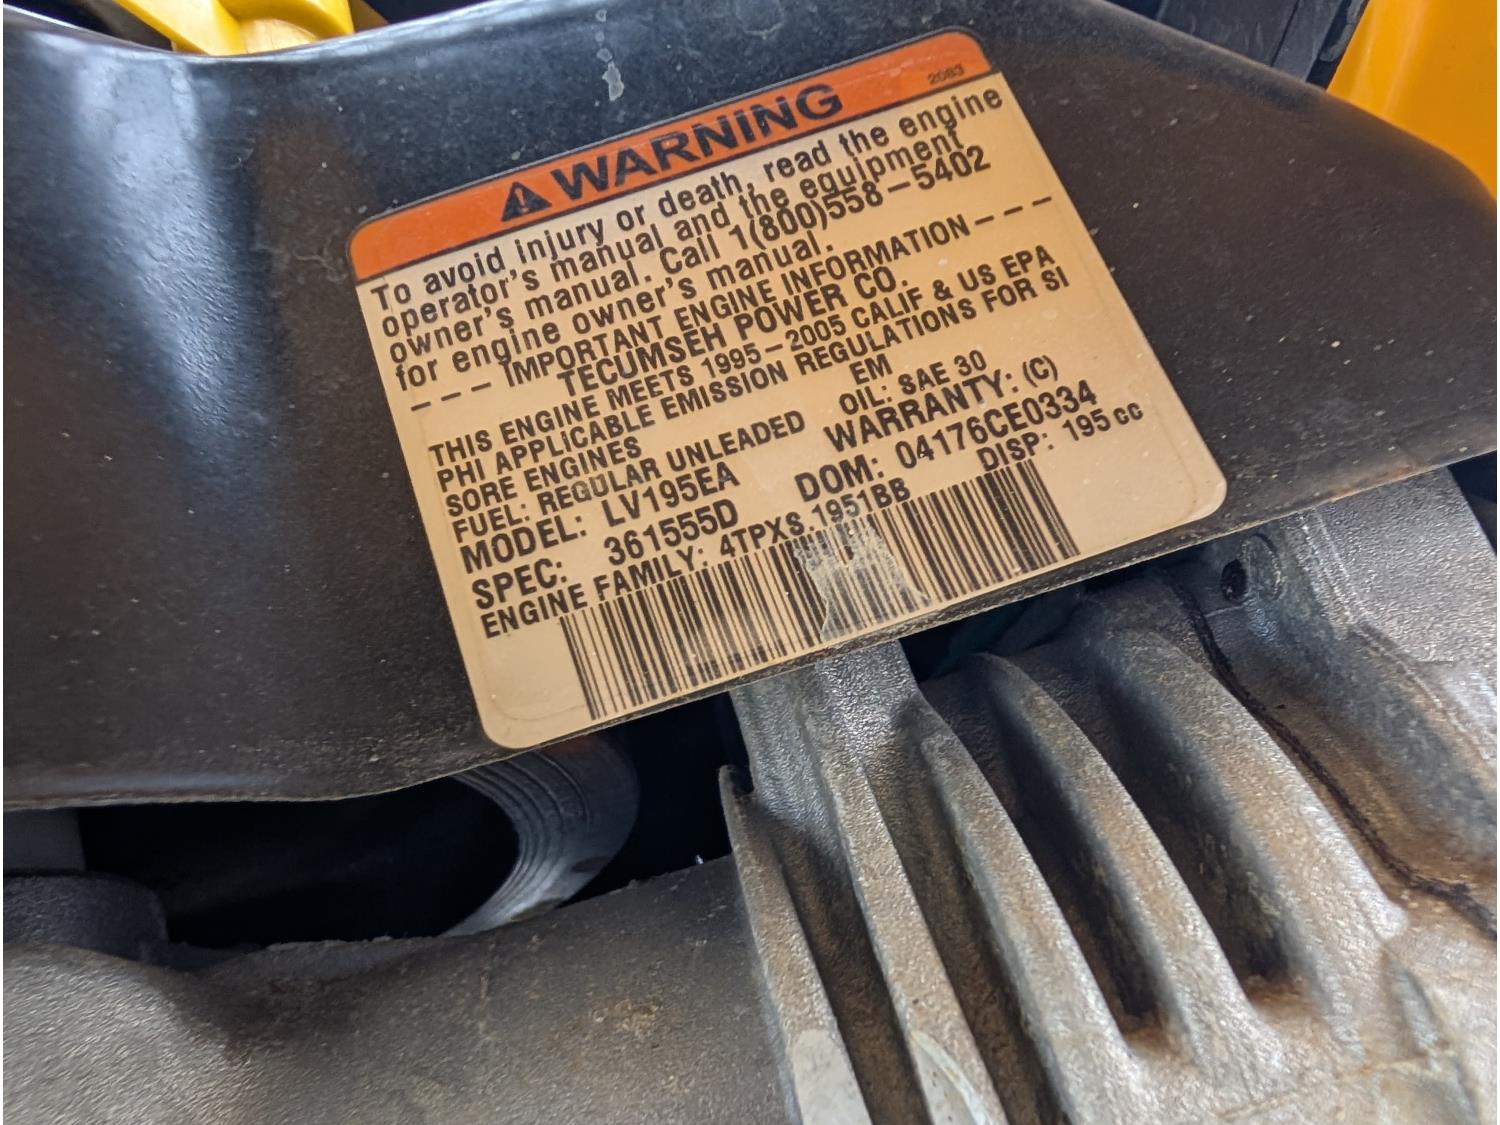 2083
WARNING
To avoid injury or death, read the engine
operator's manual and the equipment
owner's manual. Call 1(800)558-5402
for engine owner's manual.
--- IMPORTANT ENGINE INFORMATION ---
TECUMSEH POWER CO.
THIS ENGINE MEETS 1995-2005 CALIF & US EPA
PHI APPLICABLE EMISSION REGULATIONS FOR SI
SORE ENGINES EM
FUEL: REGULAR UNLEADED OIL: SAE 30
MODEL: LV195EA WARRANTY: (C)
SPEC: 361555D DOM: 04176CE0334
ENGINE FAMILY: 4TPXS.1951BB DISP: 195cc